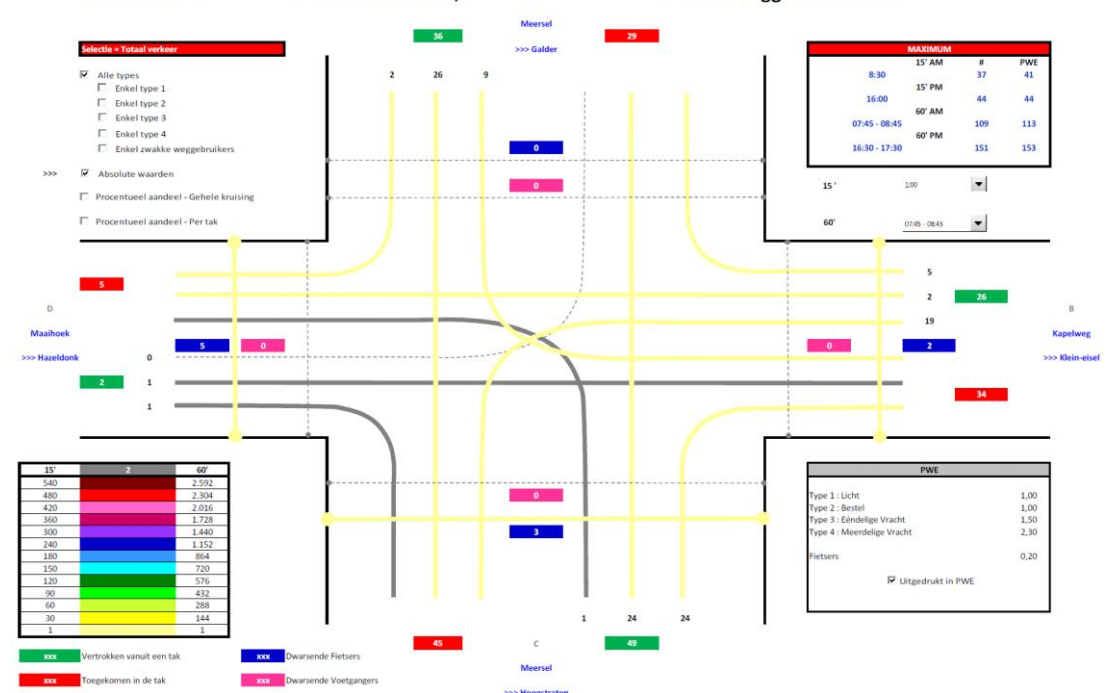 Meersel
36
29
>>> Galder
Selectie = Totaal verkeer
Alle types
Enkel type 1
Enkel type 2
Enkel type 3
Enkel type 4
Enkel zwakke weggebruikers
>>> Absolute waarden
Procentueel aandeel - Gehele kruising
Procentueel aandeel - Per tak
2 26 9
0
0
MAXIMUM
15' AM # PWE
8:30 37 41
15' PM
16:00 44 44
60' AM
07:45 - 08:45 109 113
60' PM
16:30 - 17:30 151 153
15 ' 1:00
60' 07:45 - 08:45
5
D
Maaihoek
>>> Hazeldonk
5 0
0
2 1
1
5
2 26
19
B
Kapelweg
>>> Klein-eisel
0 2
34
0
3
15' 2 60'
540 2.592
480 2.304
420 2.016
360 1.728
300 1.440
240 1.152
180 864
150 720
120 576
90 432
60 288
30 144
1 1
PWE
Type 1 : Licht 1,00
Type 2 : Bestel 1,00
Type 3 : Eéndelige Vracht 1,50
Type 4 : Meerdelige Vracht 2,30
Fietsers 0,20
Uitgedrukt in PWE
1 24 24
45 C 49
Meersel
>>> Hoogstraten
xxx Vertrokken vanuit een tak
xxx Dwarsende Fietsers
xxx Toegekomen in de tak
xxx Dwarsende Voetgangers